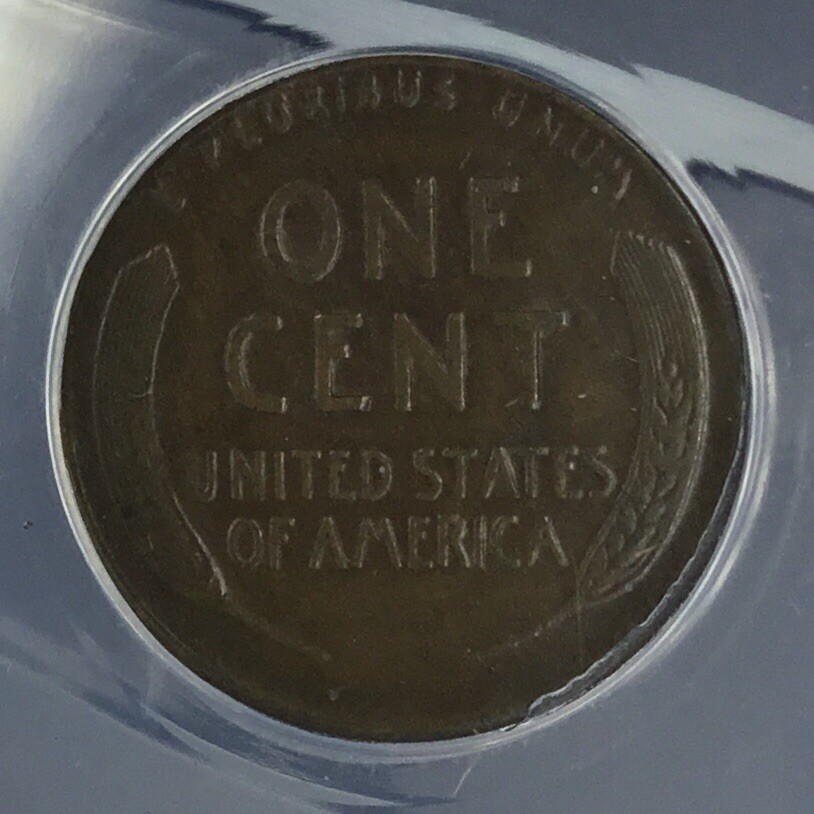 E PLURIBUS UNUM
ONE
CENT
UNITED STATES
OF AMERICA